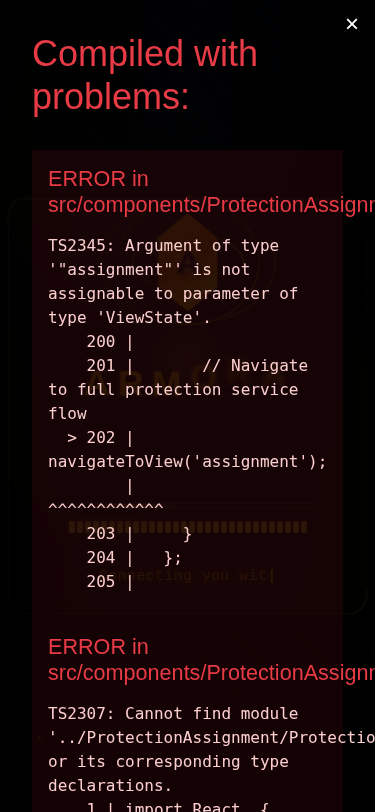 ×
Compiled with
problems:
ERROR in
src/components/ProtectionAssignm
TS2345: Argument of type
'"assignment"' is not
assignable to parameter of
type 'ViewState'.
200 |
201 |       // Navigate
to full protection service
flow
> 202 |
navigateToView('assignment');
|
^^^^^^^^^^^^
203 |     }
204 |   };
205 |
ERROR in
src/components/ProtectionAssignm
TS2307: Cannot find module
'../ProtectionAssignment/Protectio
or its corresponding type
declarations.
1 | import React, {